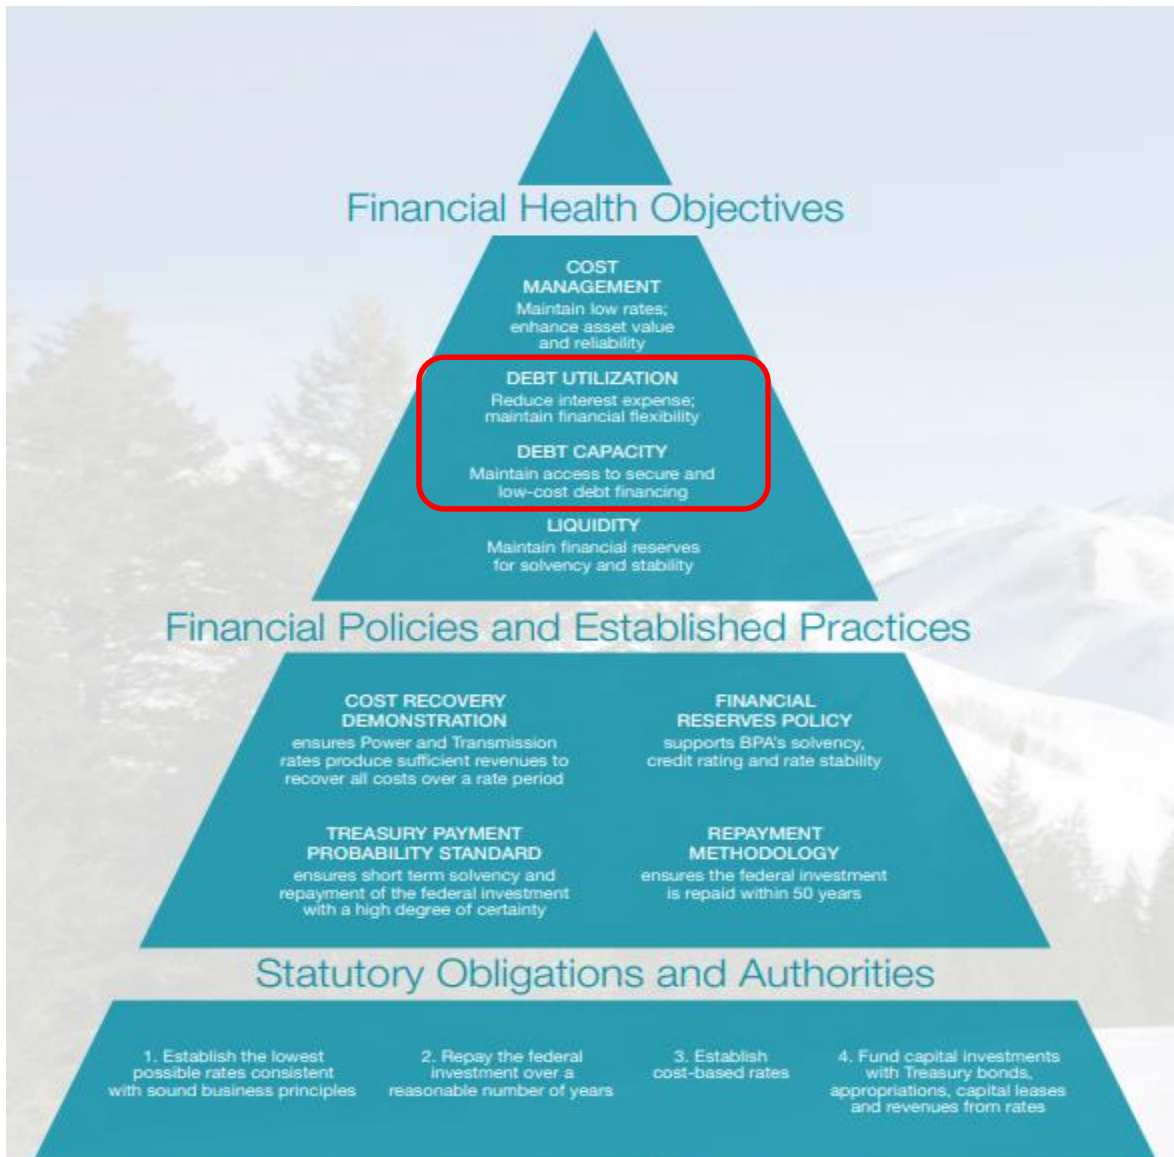 Financial Health Objectives
COST
MANAGEMENT
Maintain low rates;
enhance asset value
and reliability
DEBT UTILIZATION
Reduce interest expense;
maintain financial flexibility
DEBT CAPACITY
Maintain access to secure and
low-cost debt financing
LIQUIDITY
Maintain financial reserves
for solvency and stability
Financial Policies and Established Practices
COST RECOVERY
DEMONSTRATION
ensures Power and Transmission
rates produce sufficient revenues to
recover all costs over a rate period
FINANCIAL
RESERVES POLICY
supports BPA's solvency,
credit rating and rate stability
TREASURY PAYMENT
PROBABILITY STANDARD
ensures short term solvency and
repayment of the federal investment
with a high degree of certainty
REPAYMENT
METHODOLOGY
ensures the federal investment
is repaid within 50 years
Statutory Obligations and Authorities
1. Establish the lowest
possible rates consistent
with sound business principles
2. Repay the federal
investment over a
reasonable number of years
3. Establish
cost-based rates
4. Fund capital investments
with Treasury bonds,
appropriations, capital leases
and revenues from rates